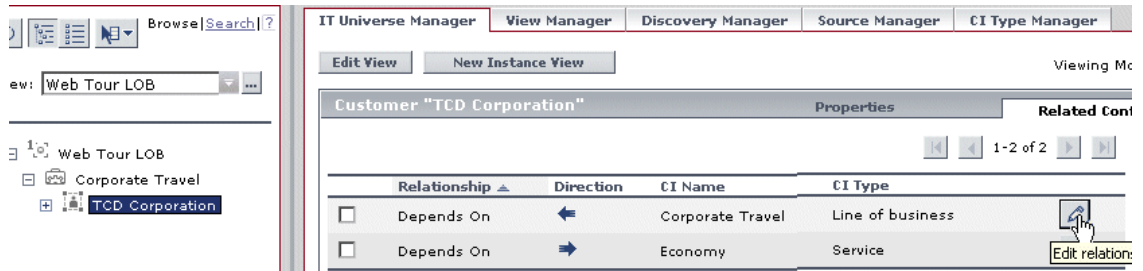 Browse|Search|?
ew: Web Tour LOB ...
Web Tour LOB
Corporate Travel
TCD Corporation
IT Universe Manager View Manager Discovery Manager Source Manager CI Type Manager
Edit View New Instance View Viewing Mo
Customer "TCD Corporation" Properties Related Conf
1-2 of 2
Relationship Direction CI Name CI Type
Depends On Corporate Travel Line of business
Depends On Economy Service
Edit relations